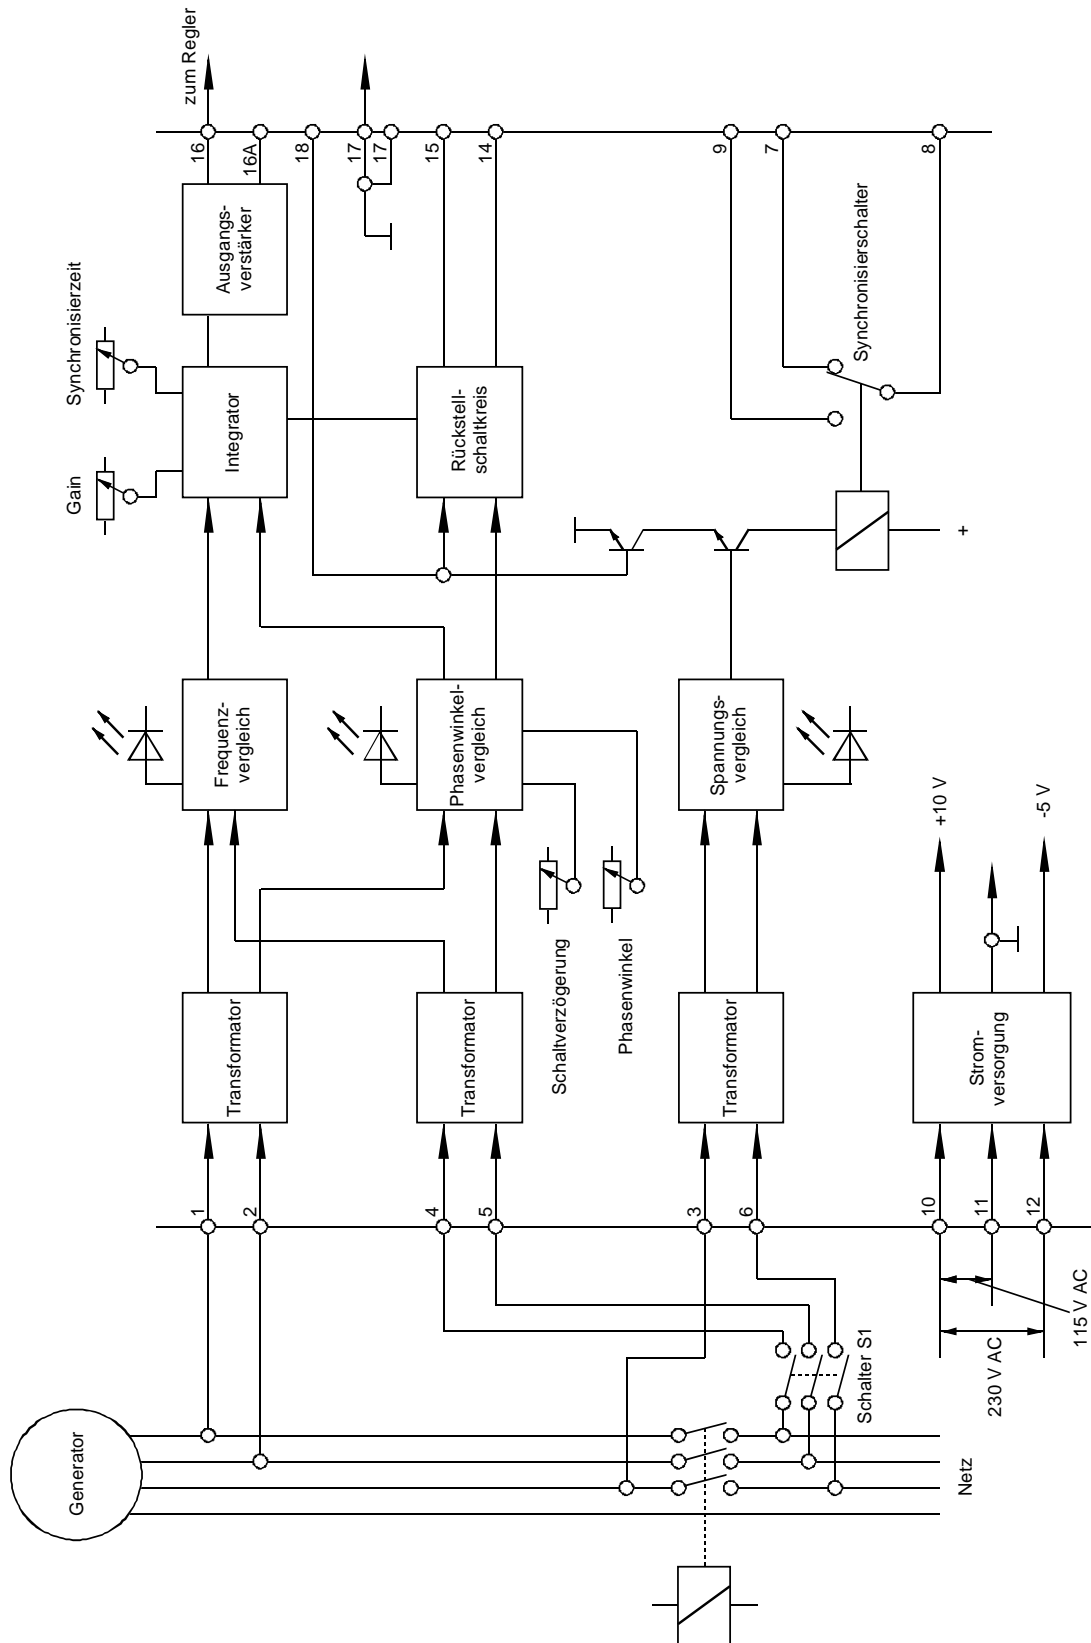 Generator
Netz
Schalter S1
230 V AC
115 V AC
1
2
4
5
3
6
10
11
12
Transformator
Transformator
Transformator
Strom-
versorgung
+10 V
-5 V
Schaltverzögerung
Phasenwinkel
Frequenz-
vergleich
Phasenwinkel-
vergleich
Spannungs-
vergleich
Gain
Synchronisierzeit
Integrator
Rückstell-
schaltkreis
+
Synchronisierschalter
Ausgangs-
verstärker
16
16A
18
17
17
15
14
9
7
8
zum Regler